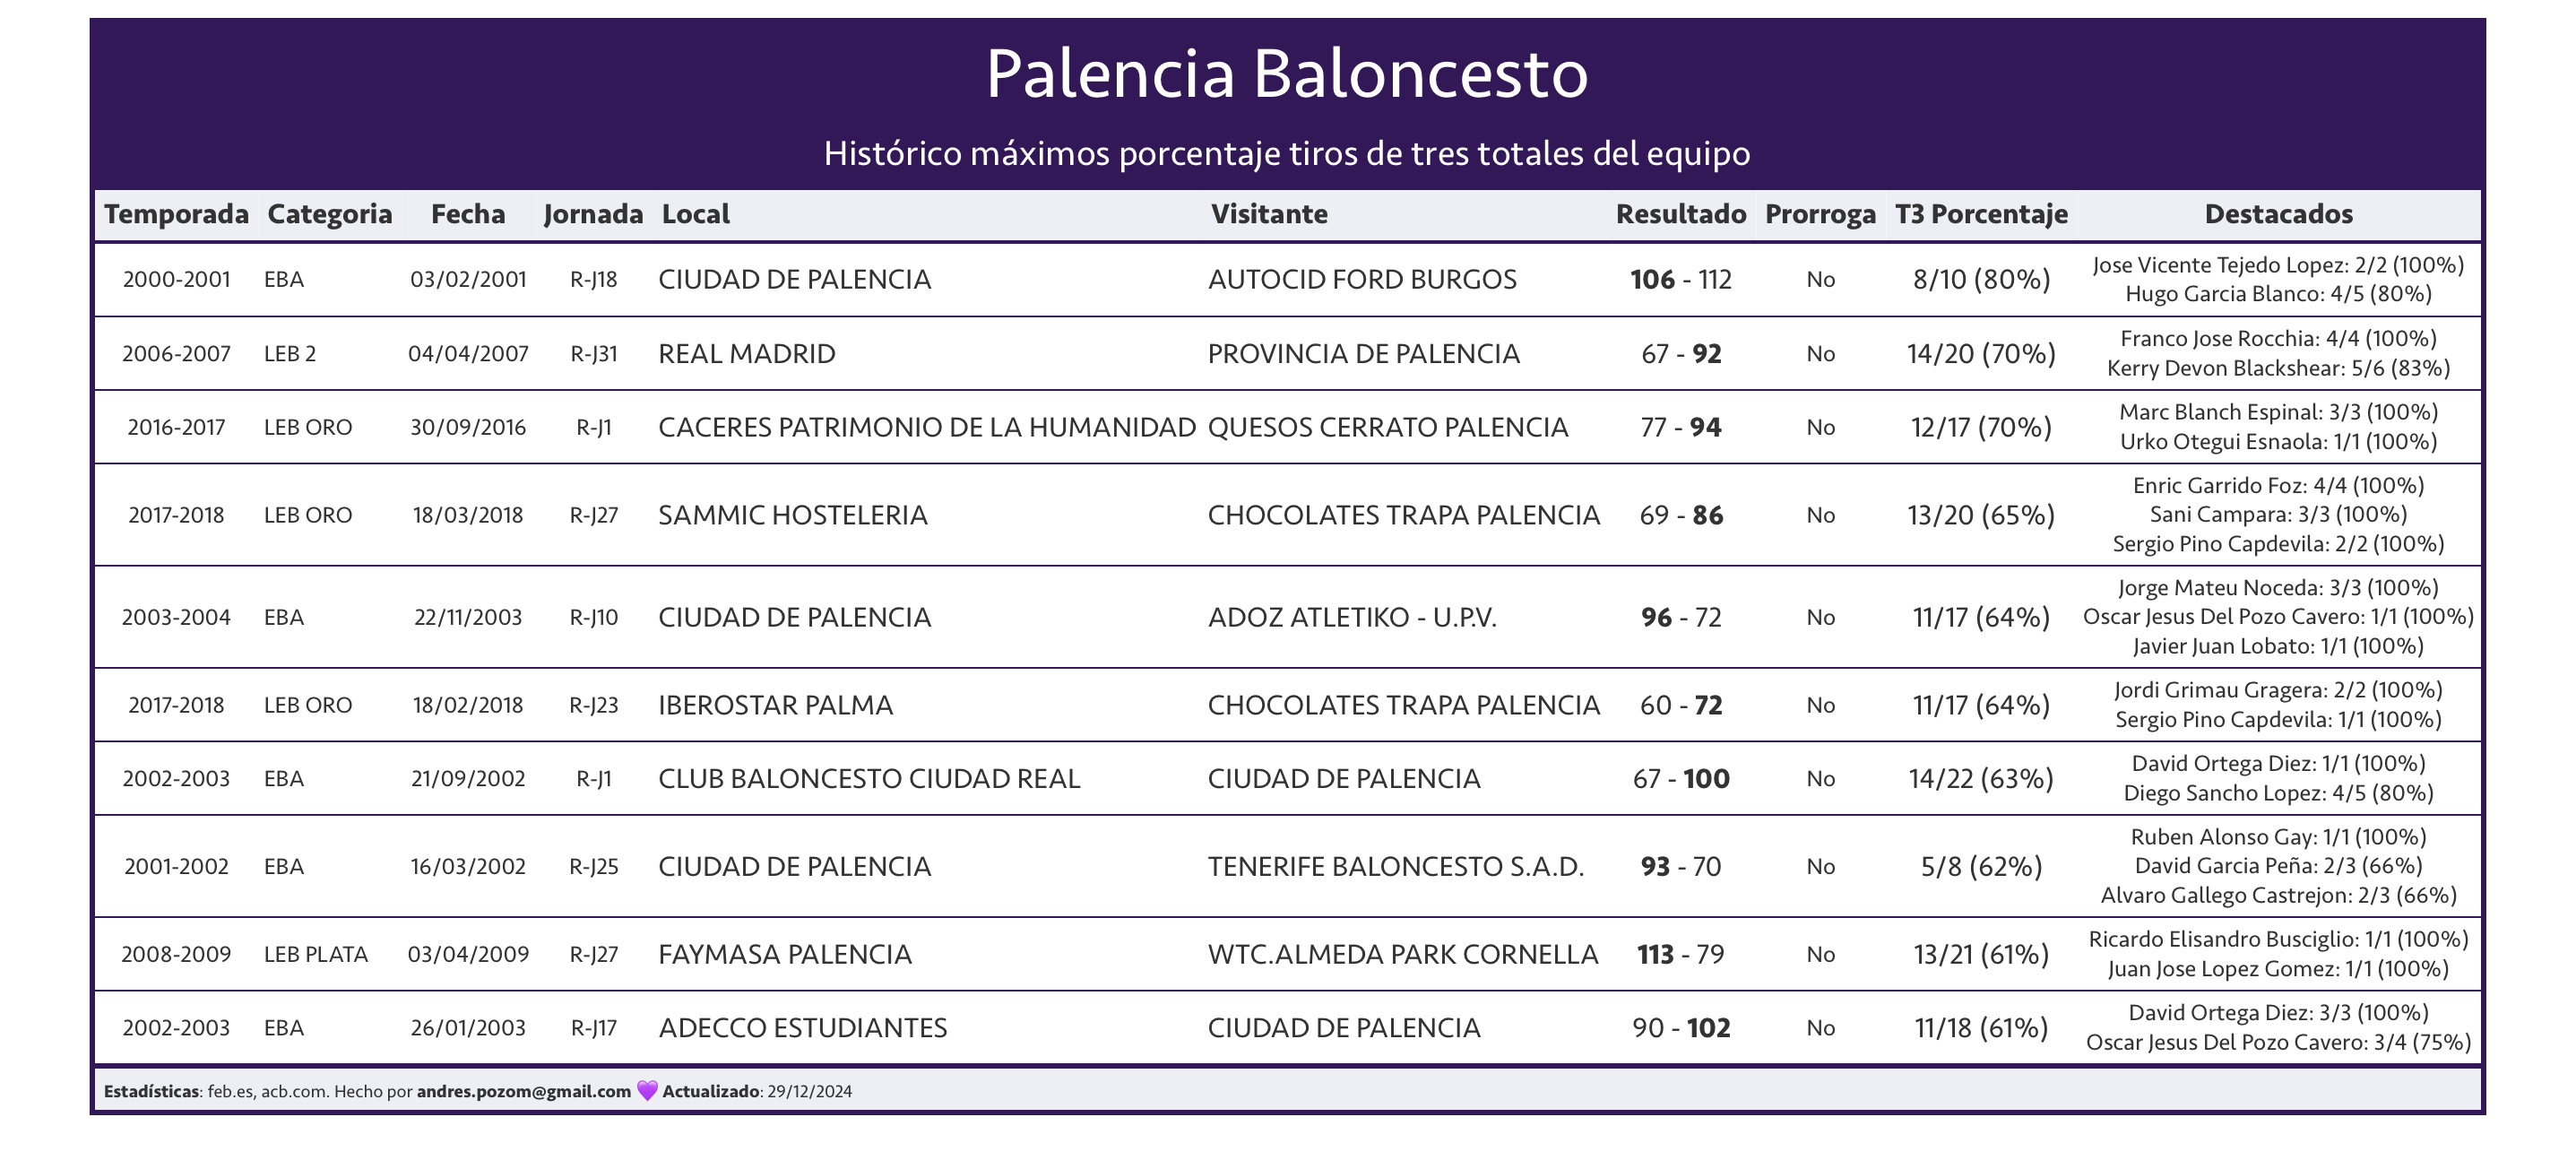 Palencia Baloncesto
Histórico máximos porcentaje tiros de tres totales del equipo
Temporada Categoria Fecha Jornada Local Visitante Resultado Prorroga T3 Porcentaje Destacados
2000-2001 EBA 03/02/2001 R-J18 CIUDAD DE PALENCIA AUTOCID FORD BURGOS 106 - 112 No 8/10 (80%) Jose Vicente Tejedo Lopez: 2/2 (100%)
Hugo Garcia Blanco: 4/5 (80%)
2006-2007 LEB 2 04/04/2007 R-J31 REAL MADRID PROVINCIA DE PALENCIA 67 - 92 No 14/20 (70%) Franco Jose Rocchia: 4/4 (100%)
Kerry Devon Blackshear: 5/6 (83%)
2016-2017 LEB ORO 30/09/2016 R-J1 CACERES PATRIMONIO DE LA HUMANIDAD QUESOS CERRATO PALENCIA 77 - 94 No 12/17 (70%) Marc Blanch Espinal: 3/3 (100%)
Urko Otegui Esnaola: 1/1 (100%)
2017-2018 LEB ORO 18/03/2018 R-J27 SAMMIC HOSTELERIA CHOCOLATES TRAPA PALENCIA 69 - 86 No 13/20 (65%) Enric Garrido Foz: 4/4 (100%)
Sani Campara: 3/3 (100%)
Sergio Pino Capdevila: 2/2 (100%)
2003-2004 EBA 22/11/2003 R-J10 CIUDAD DE PALENCIA ADOZ ATLETIKO - U.P.V. 96 - 72 No 11/17 (64%) Jorge Mateu Noceda: 3/3 (100%)
Oscar Jesus Del Pozo Cavero: 1/1 (100%)
Javier Juan Lobato: 1/1 (100%)
2017-2018 LEB ORO 18/02/2018 R-J23 IBEROSTAR PALMA CHOCOLATES TRAPA PALENCIA 60 - 72 No 11/17 (64%) Jordi Grimau Gragera: 2/2 (100%)
Sergio Pino Capdevila: 1/1 (100%)
2002-2003 EBA 21/09/2002 R-J1 CLUB BALONCESTO CIUDAD REAL CIUDAD DE PALENCIA 67 - 100 No 14/22 (63%) David Ortega Diez: 1/1 (100%)
Diego Sancho Lopez: 4/5 (80%)
2001-2002 EBA 16/03/2002 R-J25 CIUDAD DE PALENCIA TENERIFE BALONCESTO S.A.D. 93 - 70 No 5/8 (62%) Ruben Alonso Gay: 1/1 (100%)
David Garcia Peña: 2/3 (66%)
Alvaro Gallego Castrejon: 2/3 (66%)
2008-2009 LEB PLATA 03/04/2009 R-J27 FAYMASA PALENCIA WTC.ALMEDA PARK CORNELLA 113 - 79 No 13/21 (61%) Ricardo Elisandro Busciglio: 1/1 (100%)
Juan Jose Lopez Gomez: 1/1 (100%)
2002-2003 EBA 26/01/2003 R-J17 ADECCO ESTUDIANTES CIUDAD DE PALENCIA 90 - 102 No 11/18 (61%) David Ortega Diez: 3/3 (100%)
Oscar Jesus Del Pozo Cavero: 3/4 (75%)
Estadísticas: feb.es, acb.com. Hecho por andres.pozom@gmail.com 💜 Actualizado: 29/12/2024